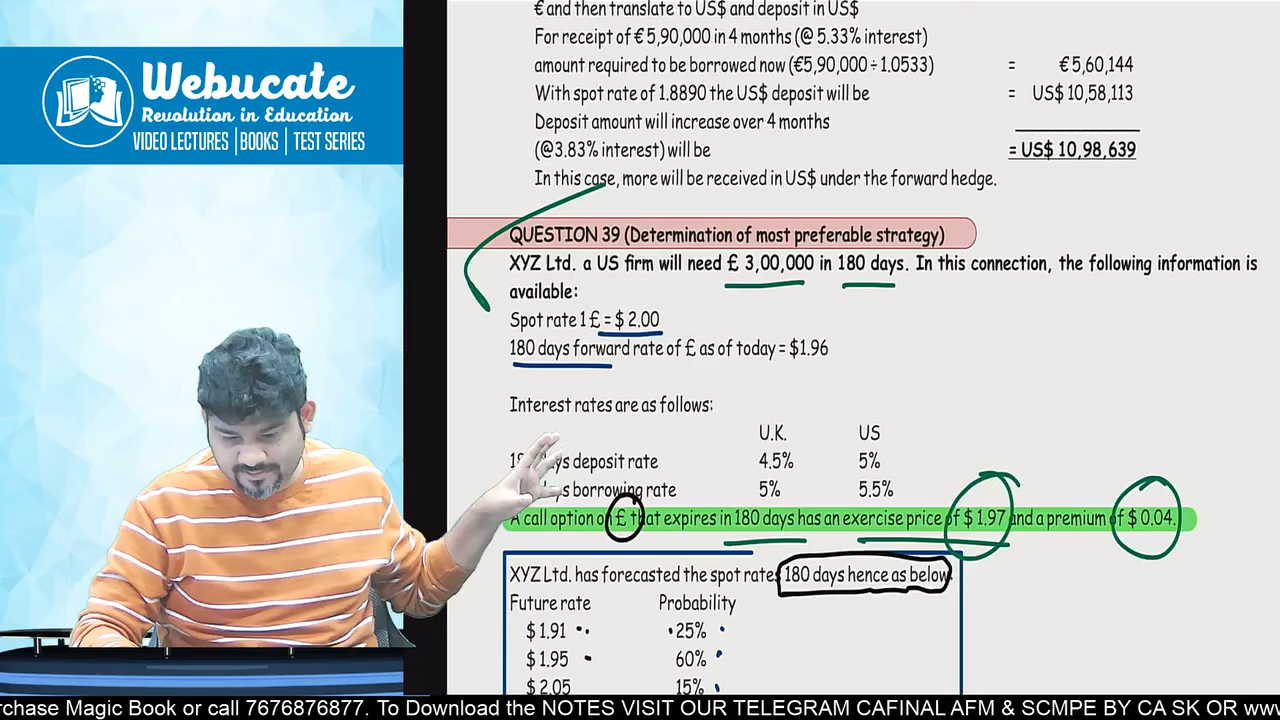 € and then translate to US$ and deposit in US$
For receipt of € 5,90,000 in 4 months (@ 5.33% interest)
amount required to be borrowed now (€5,90,000 ÷ 1.0533) = € 5,60,144
With spot rate of 1.8890 the US$ deposit will be = US$ 10,58,113
Deposit amount will increase over 4 months
(@3.83% interest) will be = US$ 10,98,639
In this case, more will be received in US$ under the forward hedge.
Webucate
Revolution in Education
VIDEO LECTURES | BOOKS | TEST SERIES
QUESTION 39 (Determination of most preferable strategy)
XYZ Ltd. a US firm will need £ 3,00,000 in 180 days. In this connection, the following information is
available:
Spot rate 1 £ = $ 2.00
180 days forward rate of £ as of today = $1.96
Interest rates are as follows:
U.K. US
days deposit rate 4.5% 5%
borrowing rate 5% 5.5%
A call option on £ that expires in 180 days has an exercise price of $ 1.97 and a premium of $ 0.04.
XYZ Ltd. has forecasted the spot rates 180 days hence as below
Future rate Probability
$ 1.91 25%
$ 1.95 60%
$ 2.05 15%
rchase Magic Book or call 7676876877. To Download the NOTES VISIT OUR TELEGRAM CAFINAL AFM & SCMPE BY CA SK OR www